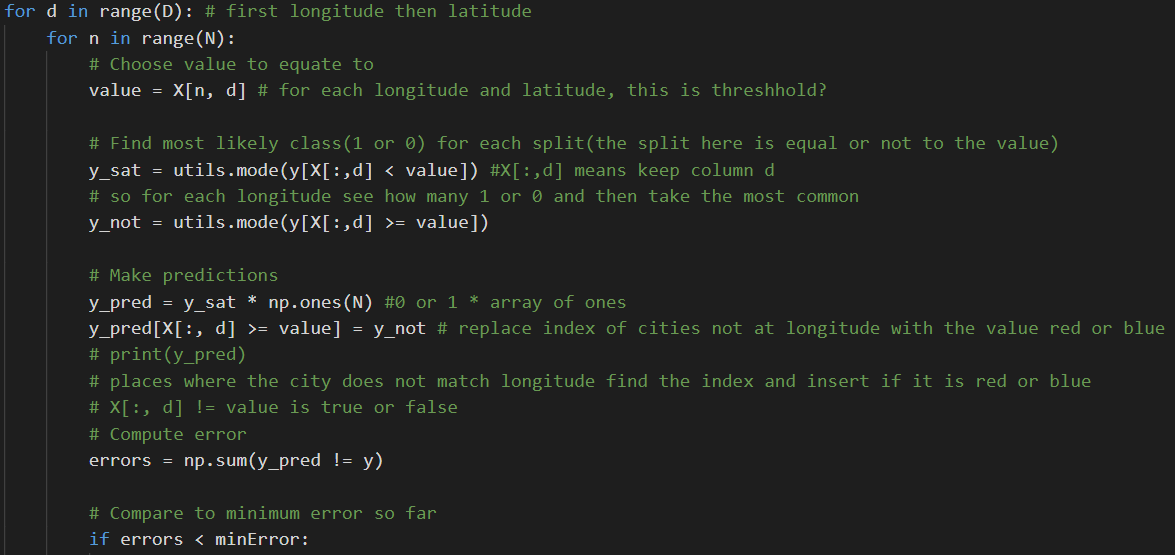 for d in range(D): # first longitude then latitude
for n in range(N):
# Choose value to equate to
value = X[n, d] # for each longitude and latitude, this is threshhold?
# Find most likely class(1 or 0) for each split(the split here is equal or not to the value)
y_sat = utils.mode(y[X[:,d] < value]) #X[:,d] means keep column d
# so for each longitude see how many 1 or 0 and then take the most common
y_not = utils.mode(y[X[:,d] >= value])
# Make predictions
y_pred = y_sat * np.ones(N) #0 or 1 * array of ones
y_pred[X[:, d] >= value] = y_not # replace index of cities not at longitude with the value red or blue
# print(y_pred)
# places where the city does not match longitude find the index and insert if it is red or blue
# X[:, d] != value is true or false
# Compute error
errors = np.sum(y_pred != y)
# Compare to minimum error so far
if errors < minError: